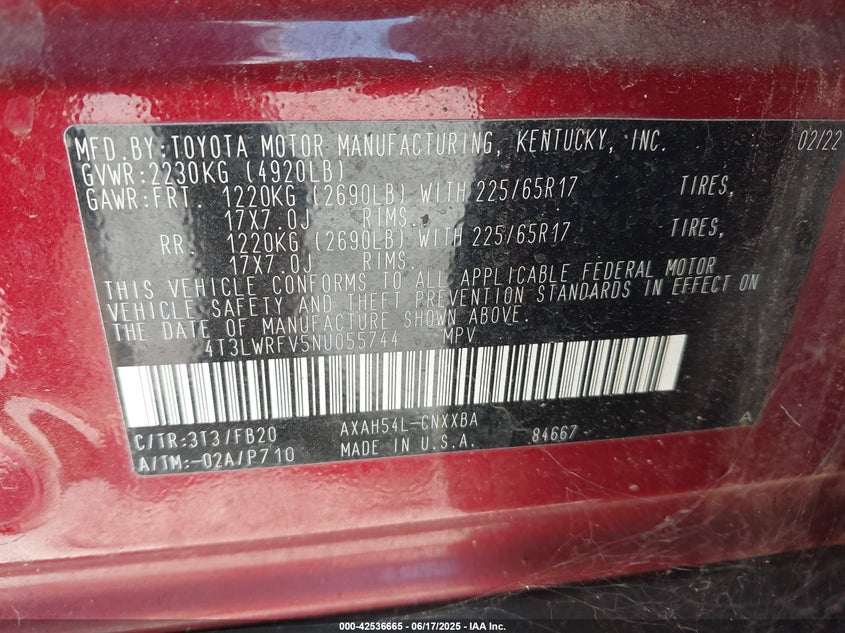 MFD.BY:TOYOTA MOTOR MANUFACTURING, KENTUCKY, INC. 02/22
GVWR:2230KG (4920LB)
GAWR:FRT. 1220KG (2690LB) WITH 225/65R17 TIRES,
17X7.0J RIMS.
RR. 1220KG (2690LB) WITH 225/65R17 TIRES,
17X7.0J RIMS.
THIS VEHICLE CONFORMS TO ALL APPLICABLE FEDERAL MOTOR
VEHICLE SAFETY AND THEFT PREVENTION STANDARDS IN EFFECT ON
THE DATE OF MANUFACTURE SHOWN ABOVE.
4T3LWRFV5NU055744 MPV
C/TR:3T3/FB20 AXAH54L-CNXXBA A
A/TM:-02A/P710 MADE IN U.S.A. 84667-
000-42536665 - 06/17/2025 - IAA Inc.